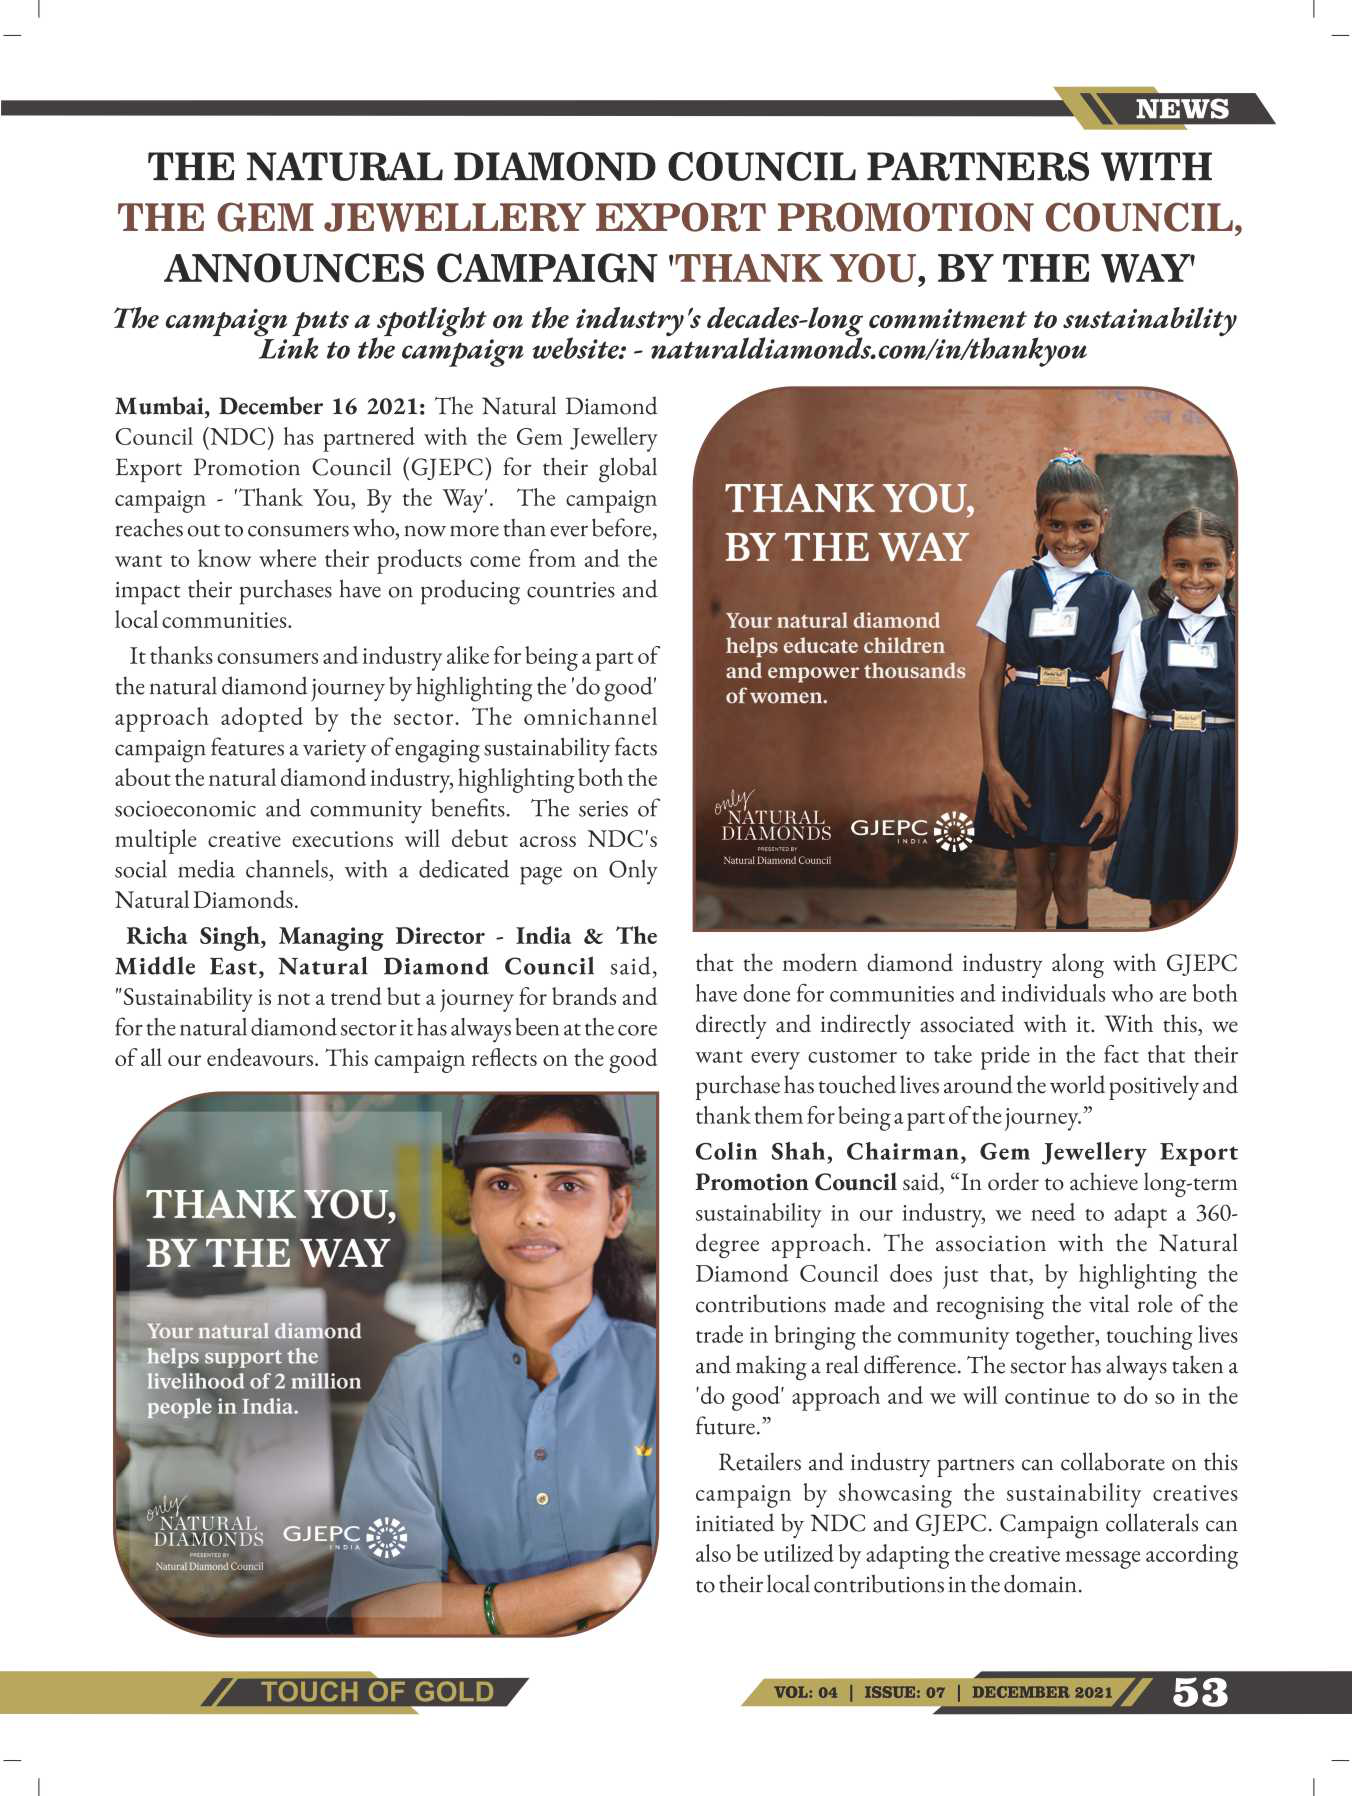 NEWS
THE NATURAL DIAMOND COUNCIL PARTNERS WITH
THE GEM JEWELLERY EXPORT PROMOTION COUNCIL,
ANNOUNCES CAMPAIGN 'THANK YOU, BY THE WAY'
The campaign puts a spotlight on the industry's decades-long commitment to sustainability
Link to the campaign website: - naturaldiamonds.com/in/thankyou
Mumbai, December 16 2021: The Natural Diamond
Council (NDC) has partnered with the Gem Jewellery
Export Promotion Council (GJEPC) for their global
campaign - 'Thank You, By the Way'. The campaign
reaches out to consumers who, now more than ever before,
want to know where their products come from and the
impact their purchases have on producing countries and
local communities.
It thanks consumers and industry alike for being a part of
the natural diamond journey by highlighting the 'do good'
approach adopted by the sector. The omnichannel
campaign features a variety of engaging sustainability facts
about the natural diamond industry, highlighting both the
socioeconomic and community benefits. The series of
multiple creative executions will debut across NDC's
social media channels, with a dedicated page on Only
Natural Diamonds.
Richa Singh, Managing Director - India & The
Middle East, Natural Diamond Council said,
"Sustainability is not a trend but a journey for brands and
for the natural diamond sector it has always been at the core
of all our endeavours. This campaign reflects on the good
THANK YOU,
BY THE WAY
Your natural diamond
helps support the
livelihood of 2 million
people in India.
only
NATURAL
DIAMONDS
PRESENTED BY
Natural Diamond Council
GJEPC
INDIA
THANK YOU,
BY THE WAY
Your natural diamond
helps educate children
and empower thousands
of women.
only
NATURAL
DIAMONDS
PRESENTED BY
Natural Diamond Council
GJEPC
INDIA
that the modern diamond industry along with GJEPC
have done for communities and individuals who are both
directly and indirectly associated with it. With this, we
want every customer to take pride in the fact that their
purchase has touched lives around the world positively and
thank them for being a part of the journey.”
Colin Shah, Chairman, Gem Jewellery Export
Promotion Council said, “In order to achieve long-term
sustainability in our industry, we need to adapt a 360-
degree approach. The association with the Natural
Diamond Council does just that, by highlighting the
contributions made and recognising the vital role of the
trade in bringing the community together, touching lives
and making a real difference. The sector has always taken a
'do good' approach and we will continue to do so in the
future.”
Retailers and industry partners can collaborate on this
campaign by showcasing the sustainability creatives
initiated by NDC and GJEPC. Campaign collaterals can
also be utilized by adapting the creative message according
to their local contributions in the domain.
TOUCH OF GOLD
VOL: 04 | ISSUE: 07 | DECEMBER 2021
53